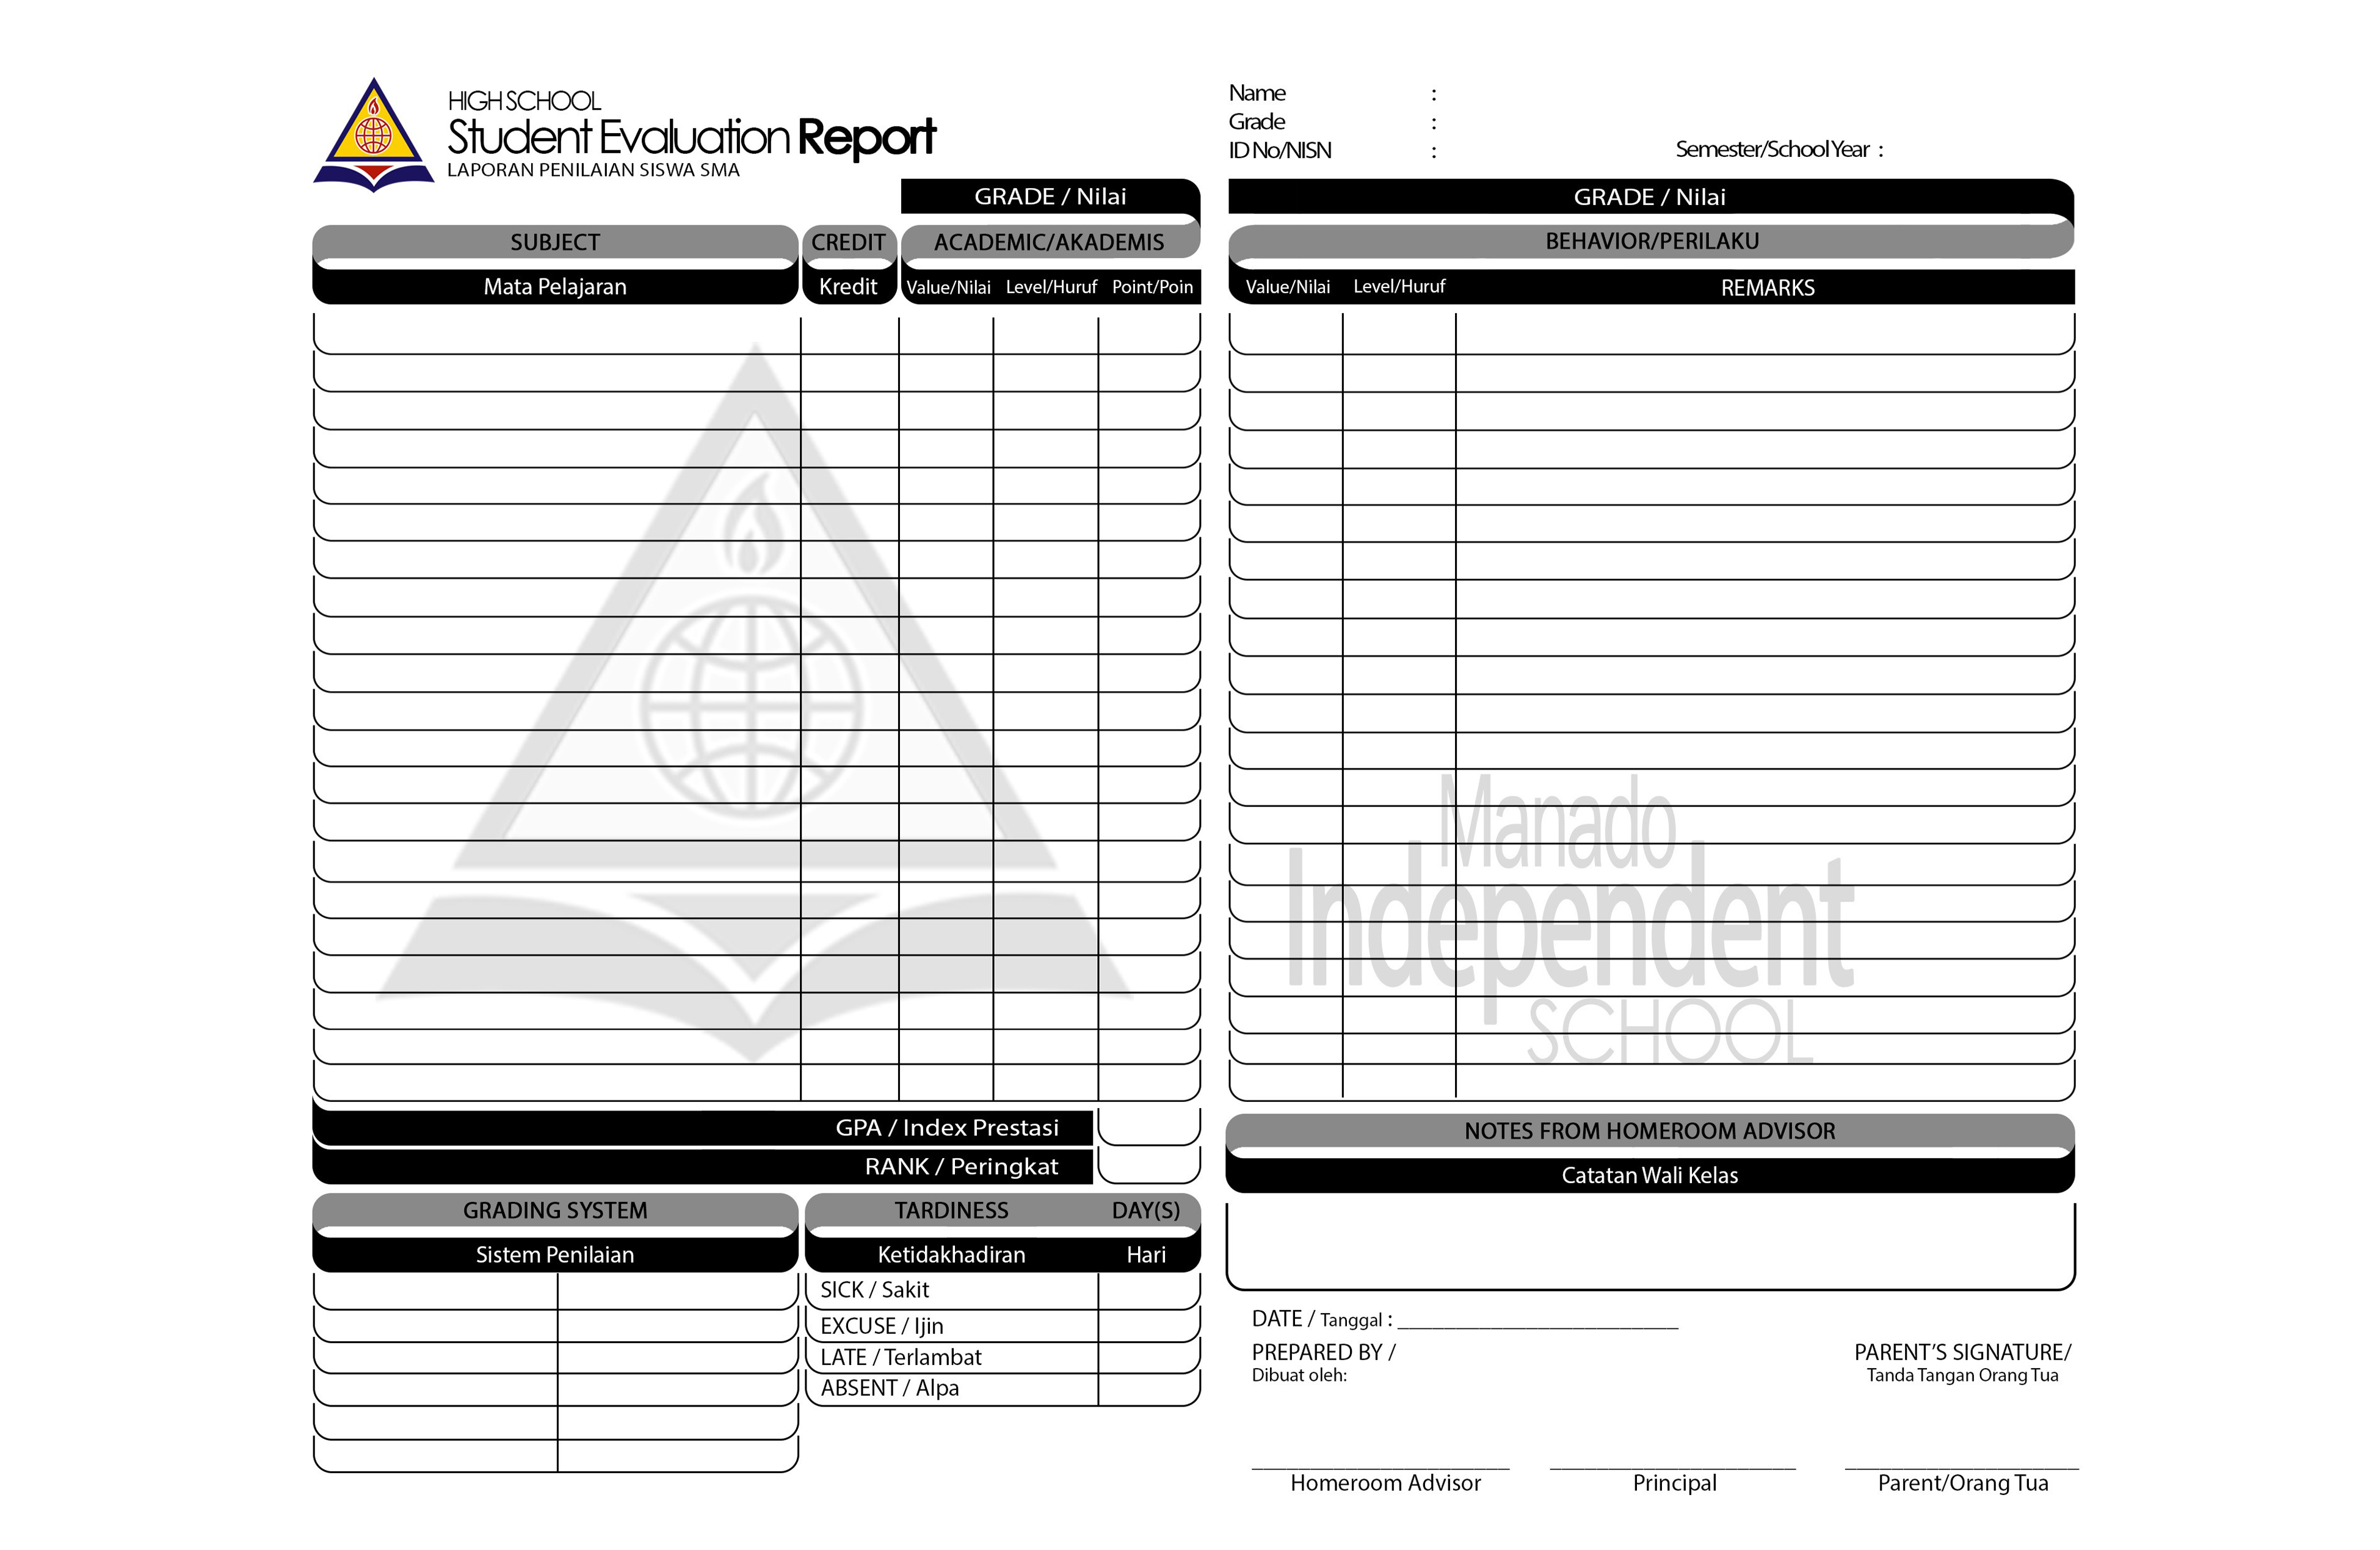 HIGH SCHOOL
Student Evaluation Report
LAPORAN PENILAIAN SISWA SMA
Name :
Grade :
ID No/NISN :
Semester/School Year :
GRADE / Nilai
SUBJECT CREDIT ACADEMIC/AKADEMIS
Mata Pelajaran Kredit Value/Nilai Level/Huruf Point/Poin
GPA / Index Prestasi
RANK / Peringkat
GRADING SYSTEM
Sistem Penilaian
TARDINESS DAY(S)
Ketidakhadiran Hari
SICK / Sakit
EXCUSE / Ijin
LATE / Terlambat
ABSENT / Alpa
GRADE / Nilai
BEHAVIOR/PERILAKU
Value/Nilai Level/Huruf REMARKS
Manado
Independent
SCHOOL
NOTES FROM HOMEROOM ADVISOR
Catatan Wali Kelas
DATE / Tanggal : ________________________
PREPARED BY /
Dibuat oleh:
PARENT’S SIGNATURE/
Tanda Tangan Orang Tua
Homeroom Advisor Principal Parent/Orang Tua